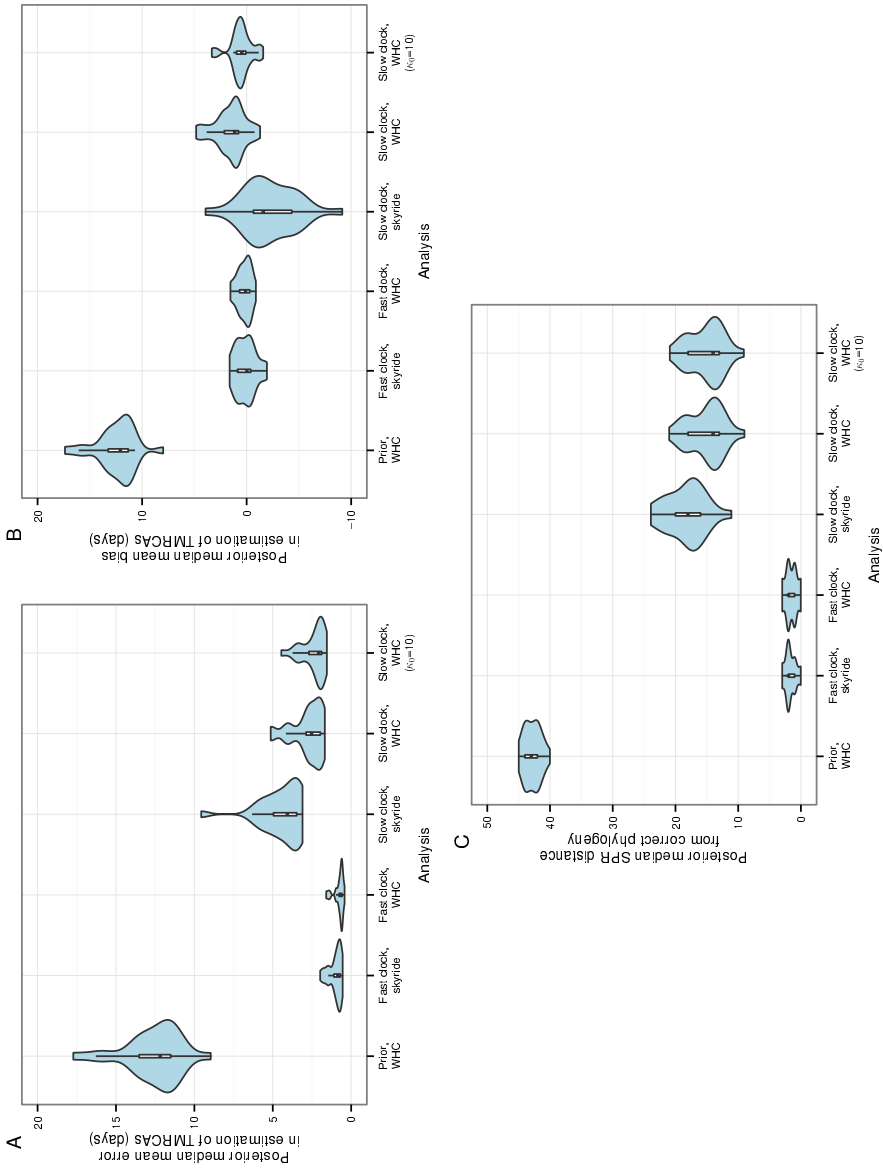 A
Posterior median mean error
in estimation of TMRCAs (days)
20
15
10
5
0
Prior,
WHC
Fast clock,
skyride
Fast clock,
WHC
Slow clock,
skyride
Slow clock,
WHC
Slow clock,
WHC
(κ₀=10)
Analysis
B
Posterior median mean bias
in estimation of TMRCAs (days)
20
10
0
−10
Prior,
WHC
Fast clock,
skyride
Fast clock,
WHC
Slow clock,
skyride
Slow clock,
WHC
Slow clock,
WHC
(κ₀=10)
Analysis
C
Posterior median SPR distance
from correct phylogeny
50
40
30
20
10
0
Prior,
WHC
Fast clock,
skyride
Fast clock,
WHC
Slow clock,
skyride
Slow clock,
WHC
Slow clock,
WHC
(κ₀=10)
Analysis